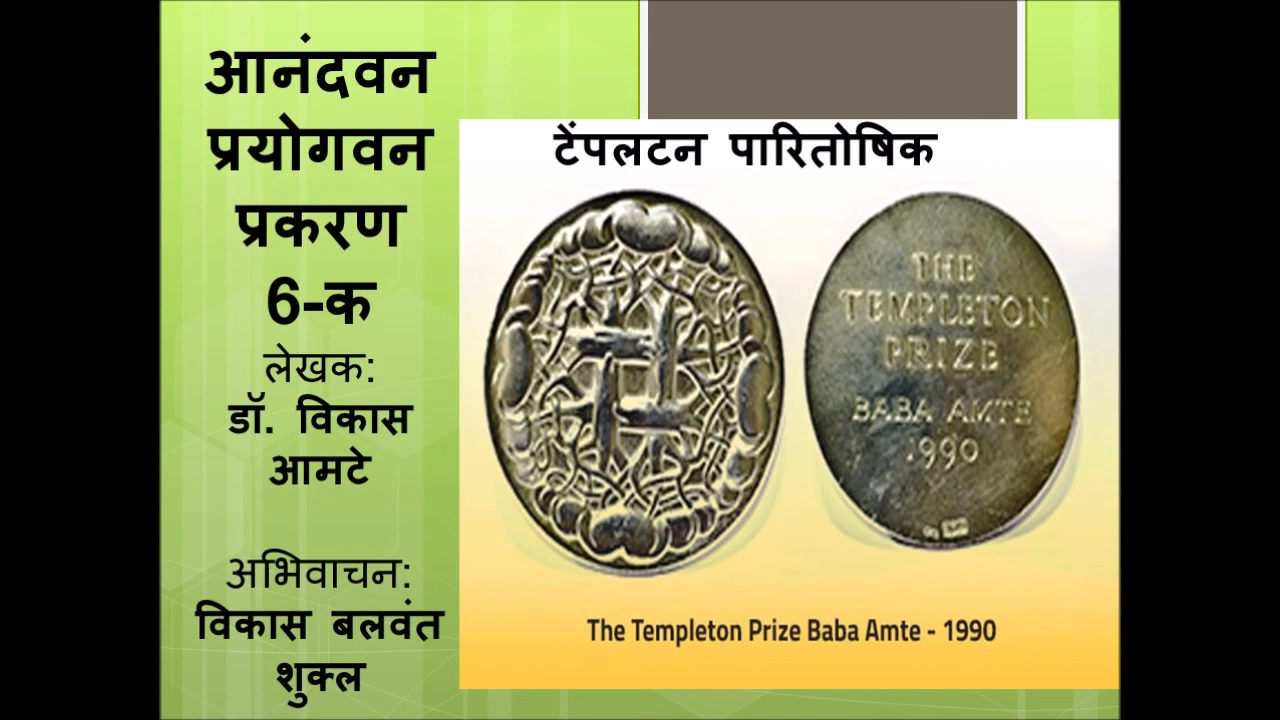 आनंदवन
प्रयोगवन
प्रकरण
6-क
लेखक:
डॉ. विकास
आमटे
अभिवाचन:
विकास बलवंत
शुक्ल
टेंपलटन पारितोषिक
THE
TEMPLETON
PRIZE
BABA AMTE
1990
The Templeton Prize Baba Amte - 1990